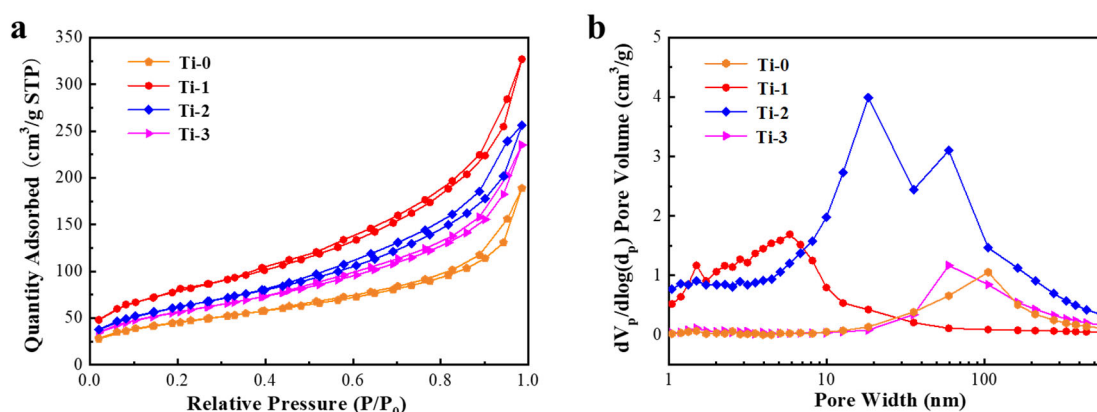 a
350
300
250
200
150
100
50
0
Quantity Adsorbed (cm³/g STP)
Ti-0
Ti-1
Ti-2
Ti-3
0.0 0.2 0.4 0.6 0.8 1.0
Relative Pressure (P/P₀)
b
5
4
3
2
1
0
dVₚ/dlog(dₚ) Pore Volume (cm³/g)
Ti-0
Ti-1
Ti-2
Ti-3
1 10 100
Pore Width (nm)